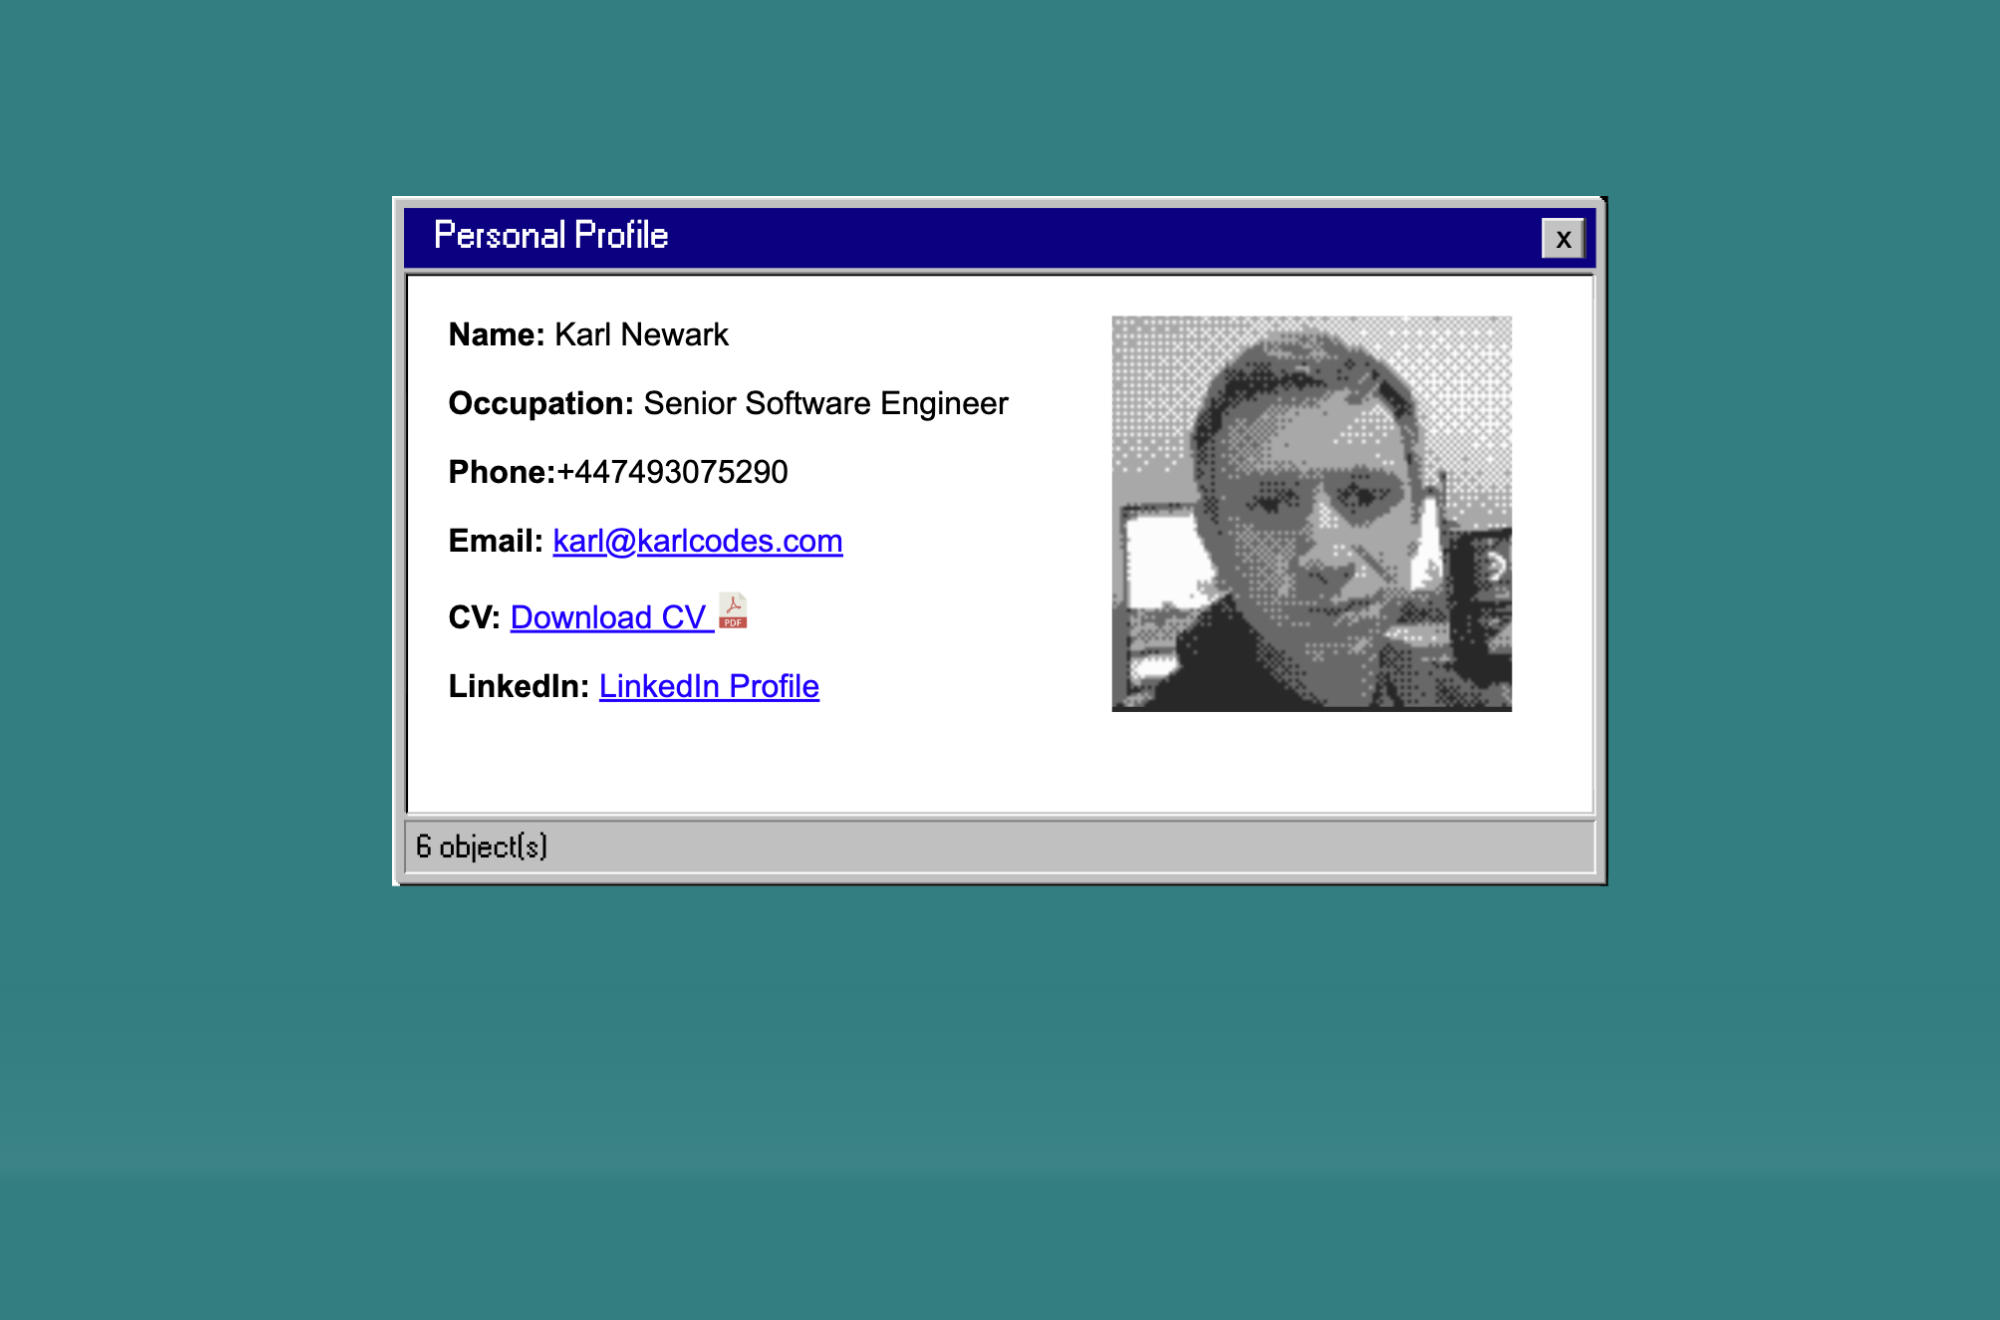 Personal Profile
x
Name: Karl Newark
Occupation: Senior Software Engineer
Phone:+447493075290
Email: karl@karlcodes.com
CV: Download CV PDF
LinkedIn: LinkedIn Profile
6 object(s)